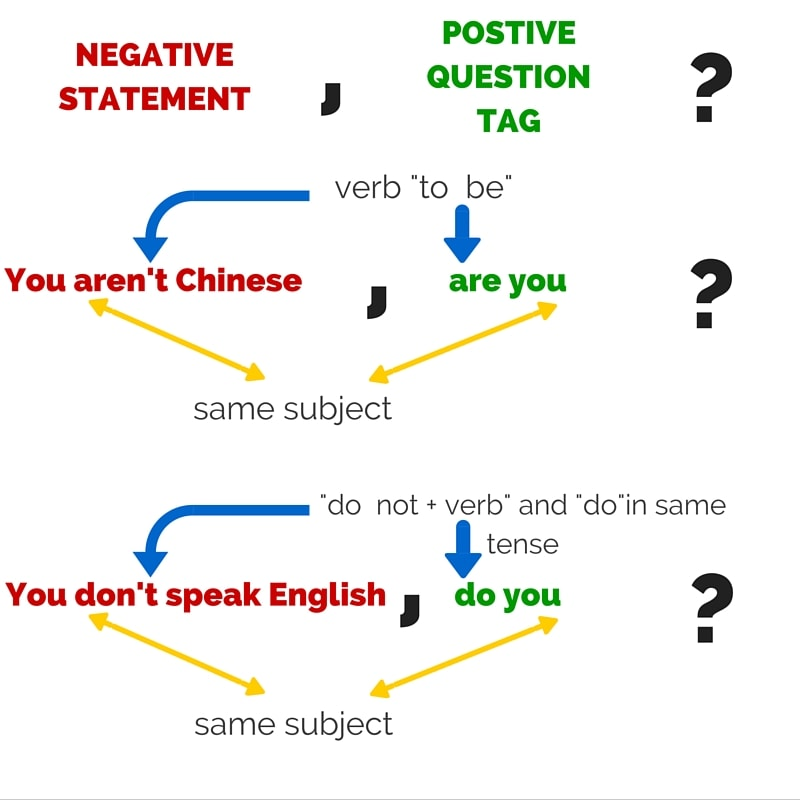 NEGATIVE
STATEMENT
,
POSTIVE
QUESTION
TAG
?
verb "to be"
You aren't Chinese , are you ?
same subject
"do not + verb" and "do"in same
tense
You don't speak English , do you ?
same subject